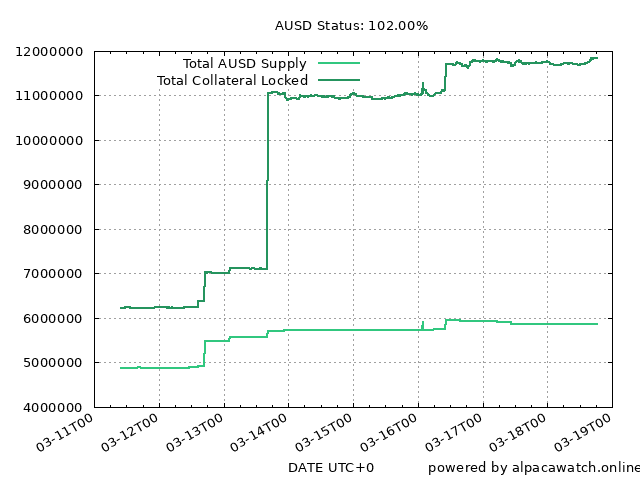 AUSD Status: 102.00%
12000000
11000000
10000000
9000000
8000000
7000000
6000000
5000000
4000000
Total AUSD Supply
Total Collateral Locked
03-11T00
03-12T00
03-13T00
03-14T00
03-15T00
03-16T00
03-17T00
03-18T00
03-19T00
DATE UTC+0
powered by alpacawatch.online